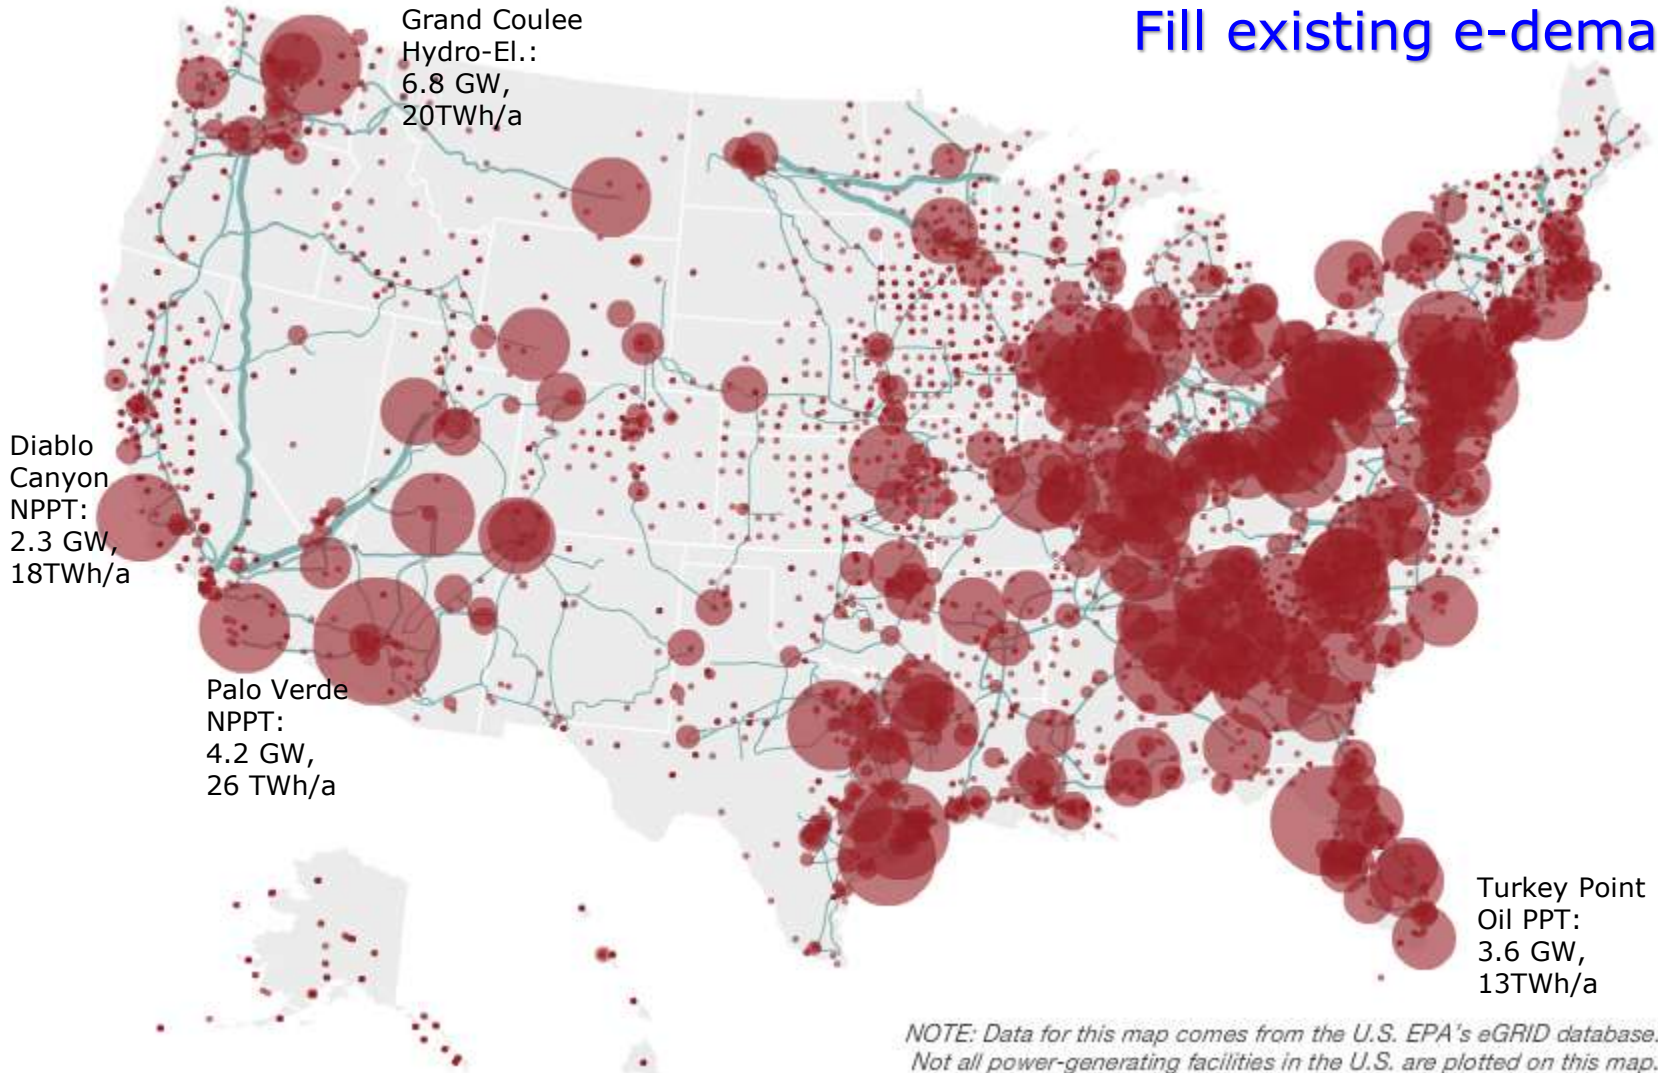 Fill existing e-dema
Grand Coulee
Hydro-El.:
6.8 GW,
20TWh/a
Diablo
Canyon
NPPT:
2.3 GW,
18TWh/a
Palo Verde
NPPT:
4.2 GW,
26 TWh/a
Turkey Point
Oil PPT:
3.6 GW,
13TWh/a
NOTE: Data for this map comes from the U.S. EPA's eGRID database.
Not all power-generating facilities in the U.S. are plotted on this map.